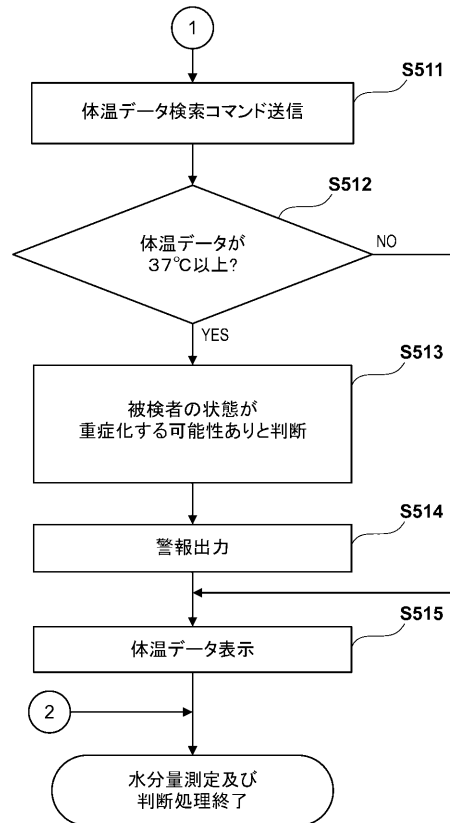 1
S511
体温データ検索コマンド送信
S512
体温データが
37℃以上?
NO
YES
S513
被検者の状態が
重症化する可能性ありと判断
S514
警報出力
S515
体温データ表示
2
水分量測定及び
判断処理終了